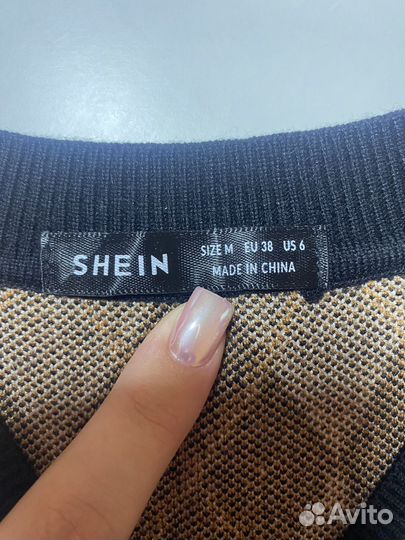 SHEIN
SIZE M EU 38 US 6
MADE IN CHINA
Avito